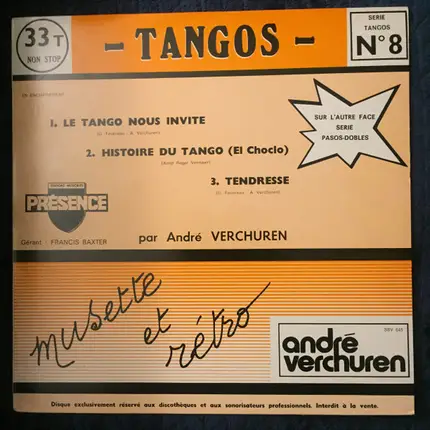 33T
NON STOP
- TANGOS -
SERIE
TANGOS
N°8
1. LE TANGO NOUS INVITE
2. HISTOIRE DU TANGO (El Choclo)
3. TENDRESSE
SUR L'AUTRE FACE
SERIE
PASOS-DOBLES
PRÉSENCE
Gérant : FRANCIS BAXTER
par André VERCHUREN
musette
et
rétro
andré
verchuren
Disque exclusivement réservé aux discothèques et aux sonorisateurs professionnels. Interdit à la vente.